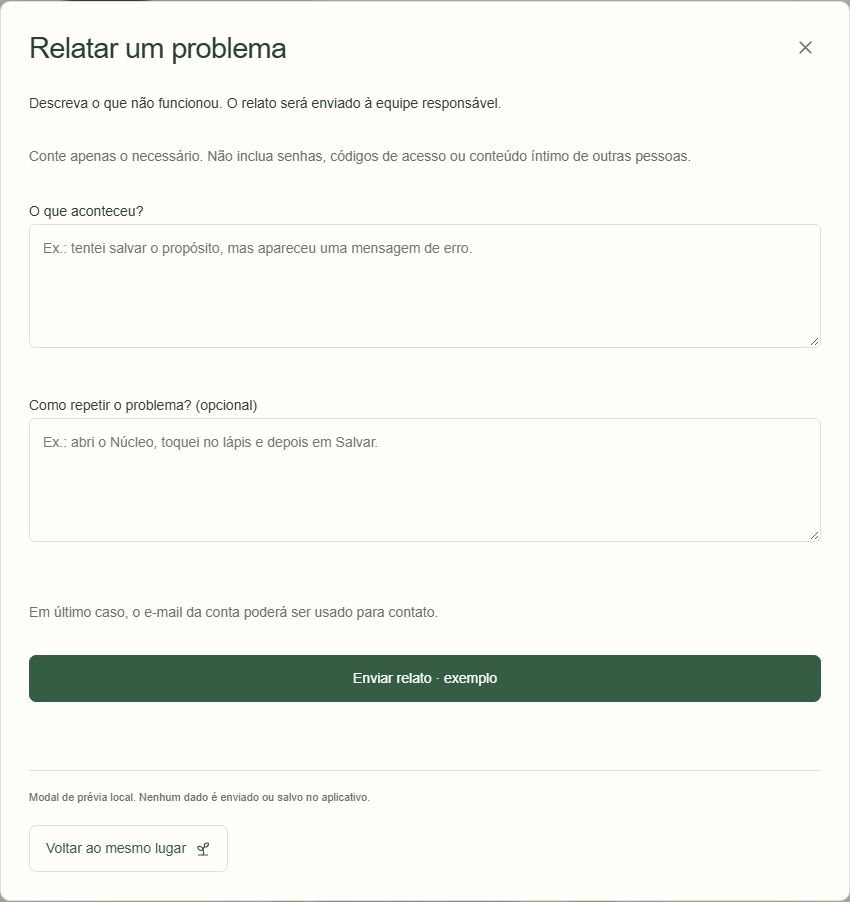 Relatar um problema
Descreva o que não funcionou. O relato será enviado à equipe responsável.
Conte apenas o necessário. Não inclua senhas, códigos de acesso ou conteúdo íntimo de outras pessoas.
O que aconteceu?
Ex.: tentei salvar o propósito, mas apareceu uma mensagem de erro.
Como repetir o problema? (opcional)
Ex.: abri o Núcleo, toquei no lápis e depois em Salvar.
Em último caso, o e-mail da conta poderá ser usado para contato.
Enviar relato · exemplo
Modal de prévia local. Nenhum dado é enviado ou salvo no aplicativo.
Voltar ao mesmo lugar